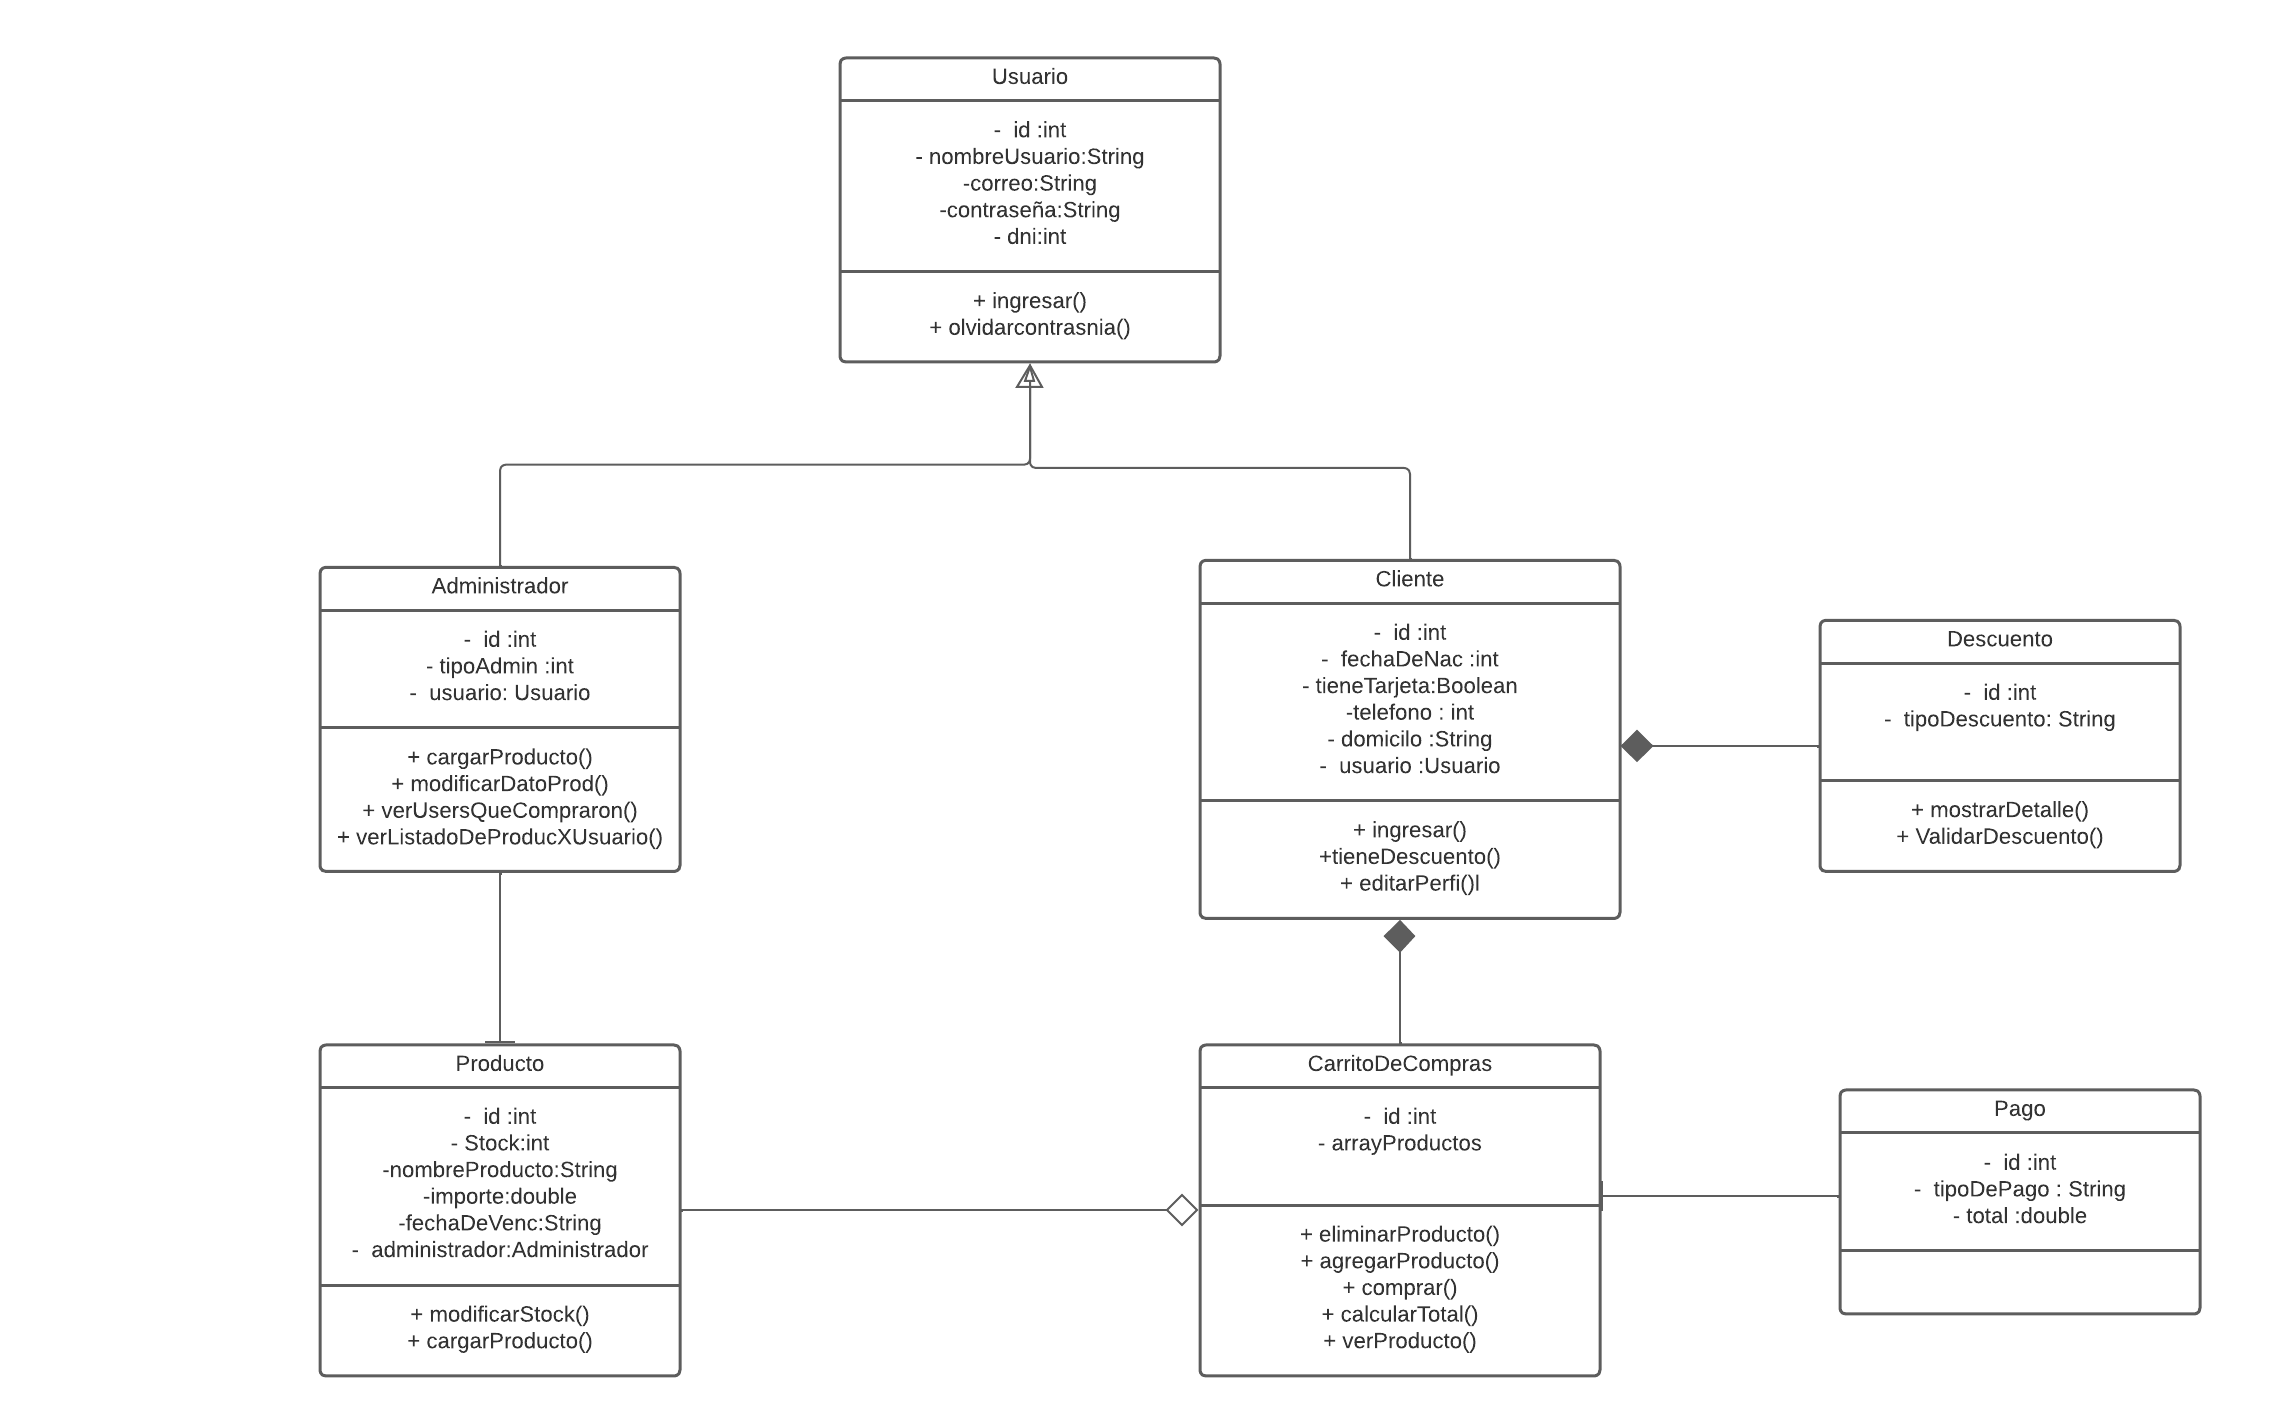 Usuario
- id :int
- nombreUsuario:String
-correo:String
-contraseña:String
- dni:int
+ ingresar()
+ olvidarcontrasnia()
Administrador
- id :int
- tipoAdmin :int
- usuario: Usuario
+ cargarProducto()
+ modificarDatoProd()
+ verUsersQueCompraron()
+ verListadoDeProducXUsuario()
Cliente
- id :int
- fechaDeNac :int
- tieneTarjeta:Boolean
-telefono : int
- domicilo :String
- usuario :Usuario
+ ingresar()
+tieneDescuento()
+ editarPerfi()l
Descuento
- id :int
- tipoDescuento: String
+ mostrarDetalle()
+ ValidarDescuento()
Producto
- id :int
- Stock:int
-nombreProducto:String
-importe:double
-fechaDeVenc:String
- administrador:Administrador
+ modificarStock()
+ cargarProducto()
CarritoDeCompras
- id :int
- arrayProductos
+ eliminarProducto()
+ agregarProducto()
+ comprar()
+ calcularTotal()
+ verProducto()
Pago
- id :int
- tipoDePago : String
- total :double